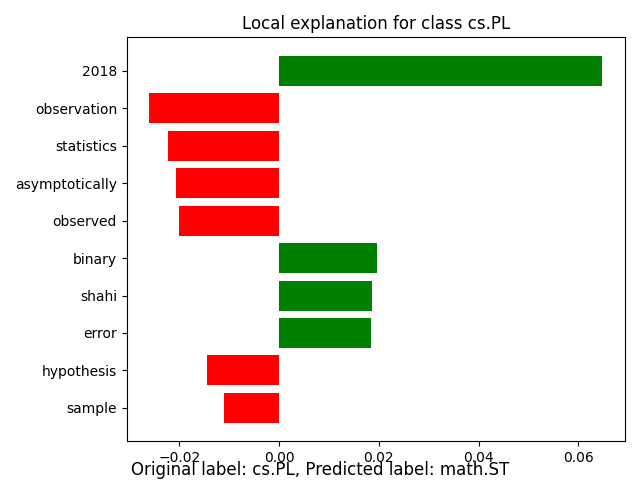 Local explanation for class cs.PL
2018
observation
statistics
asymptotically
observed
binary
shahi
error
hypothesis
sample
−0.02 0.00 0.02 0.04 0.06
Original label: cs.PL, Predicted label: math.ST